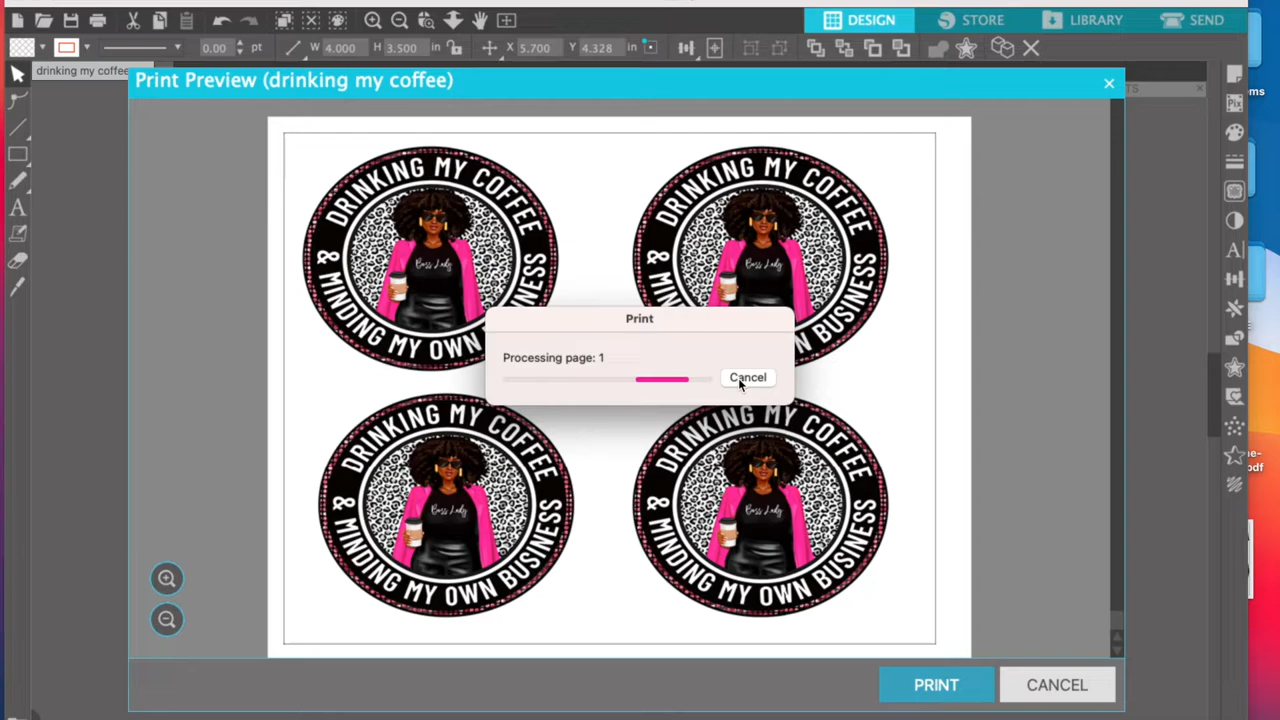 DESIGN
STORE
LIBRARY
SEND
0.00 pt
W 4.000 H 3.500 in
X 5.700 Y 4.328 in
drinking my coffee
Print Preview (drinking my coffee)
DRINKING MY COFFEE
& MINDING MY OWN BUSINESS
Boss Lady
DRINKING MY COFFEE
& MINDING MY OWN BUSINESS
Boss Lady
Print
Processing page: 1
Cancel
DRINKING MY COFFEE
& MINDING MY OWN BUSINESS
Boss Lady
DRINKING MY COFFEE
& MINDING MY OWN BUSINESS
Boss Lady
PRINT
CANCEL